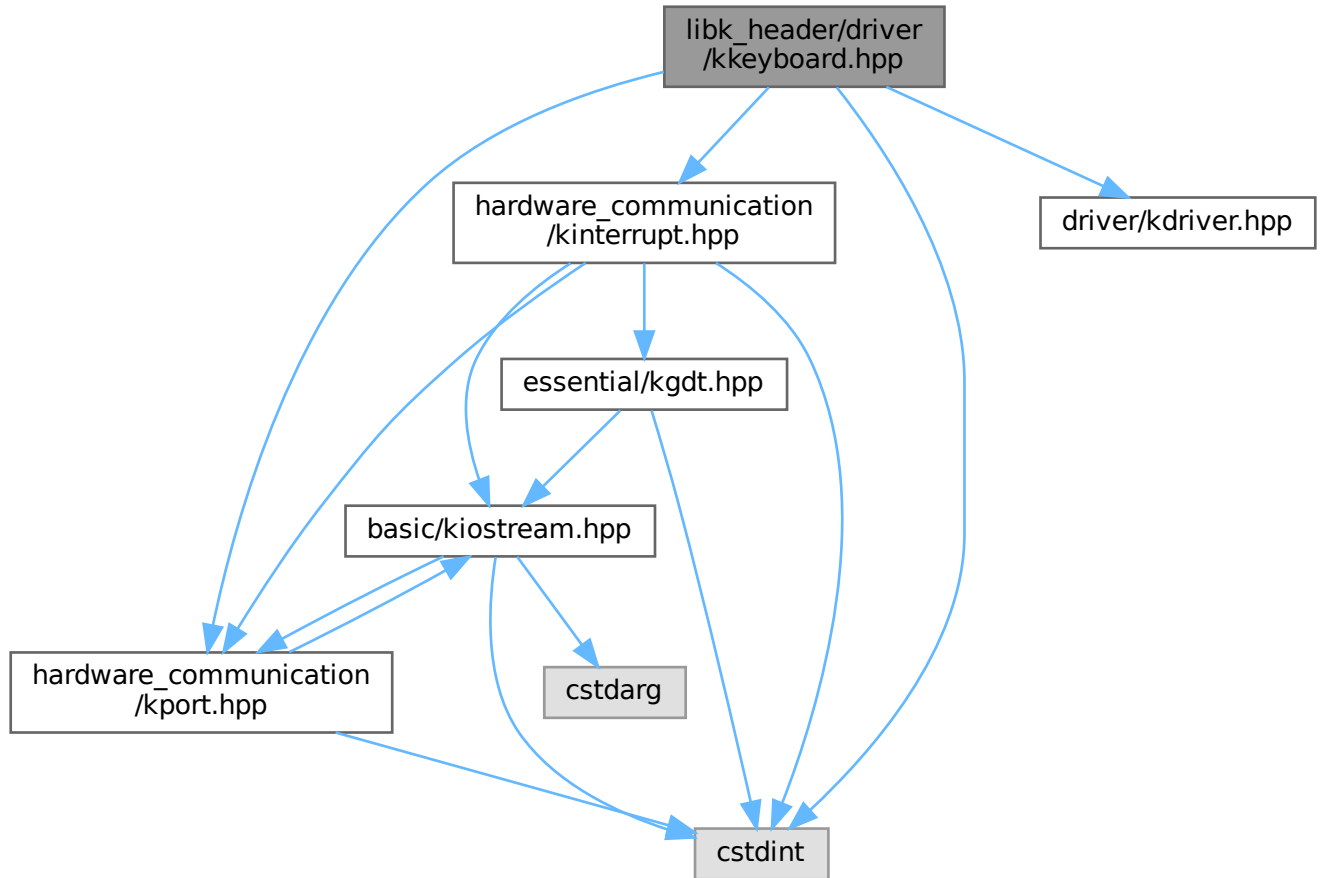 libk_header/driver
/kkeyboard.hpp
hardware_communication
/kinterrupt.hpp
driver/kdriver.hpp
essential/kgdt.hpp
basic/kiostream.hpp
hardware_communication
/kport.hpp
cstdarg
cstdint